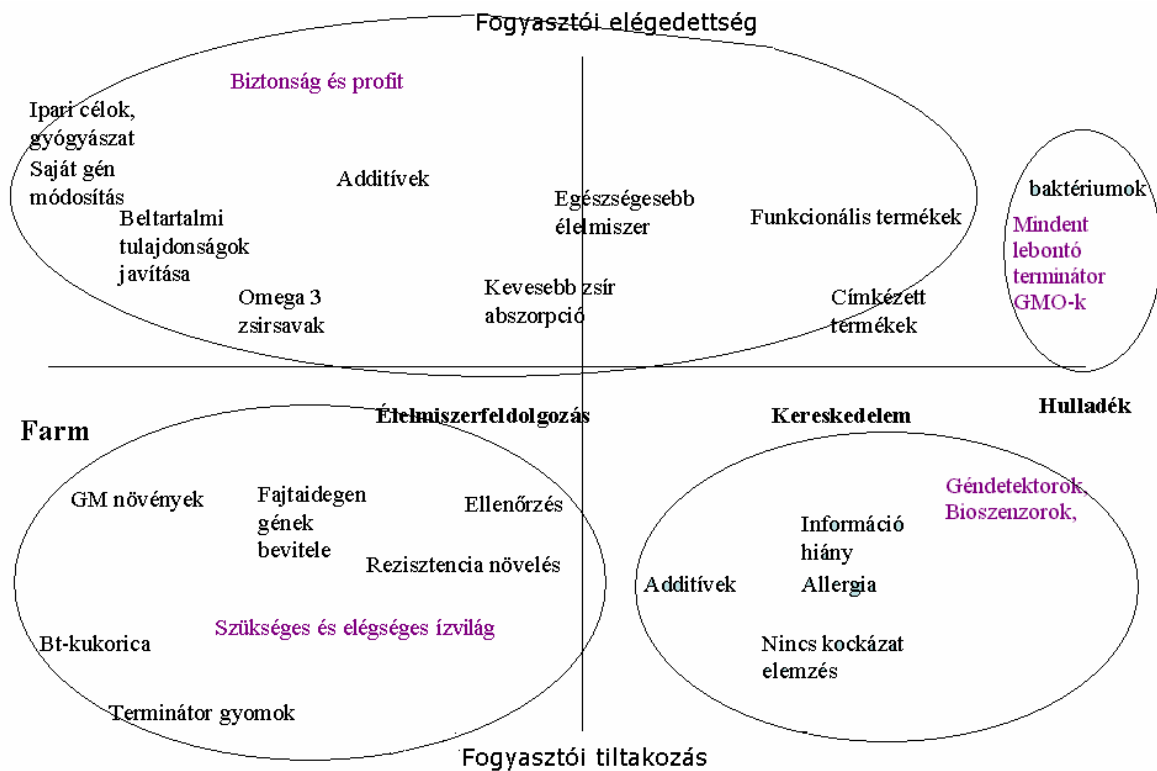 Fogyasztói elégedettség
Biztonság és profit
Ipari célok,
gyógyászat
Saját gén
módosítás
Additívek
Beltartalmi
tulajdonságok
javítása
Egészségesebb
élelmiszer
Funkcionális termékek
baktériumok
Mindent
lebontó
terminátor
GMO-k
Omega 3
zsirsavak
Kevesebb zsír
abszorpció
Címkézett
termékek
Farm
Élelmiszerfeldolgozás
Kereskedelem
Hulladék
GM növények
Fajtaidegen
gének
bevitele
Ellenőrzés
Rezisztencia növelés
Szükséges és elégséges ízvilág
Bt-kukorica
Terminátor gyomok
Géndetektorok,
Bioszenzorok,
Információ
hiány
Additívek
Allergia
Nincs kockázat
elemzés
Fogyasztói tiltakozás